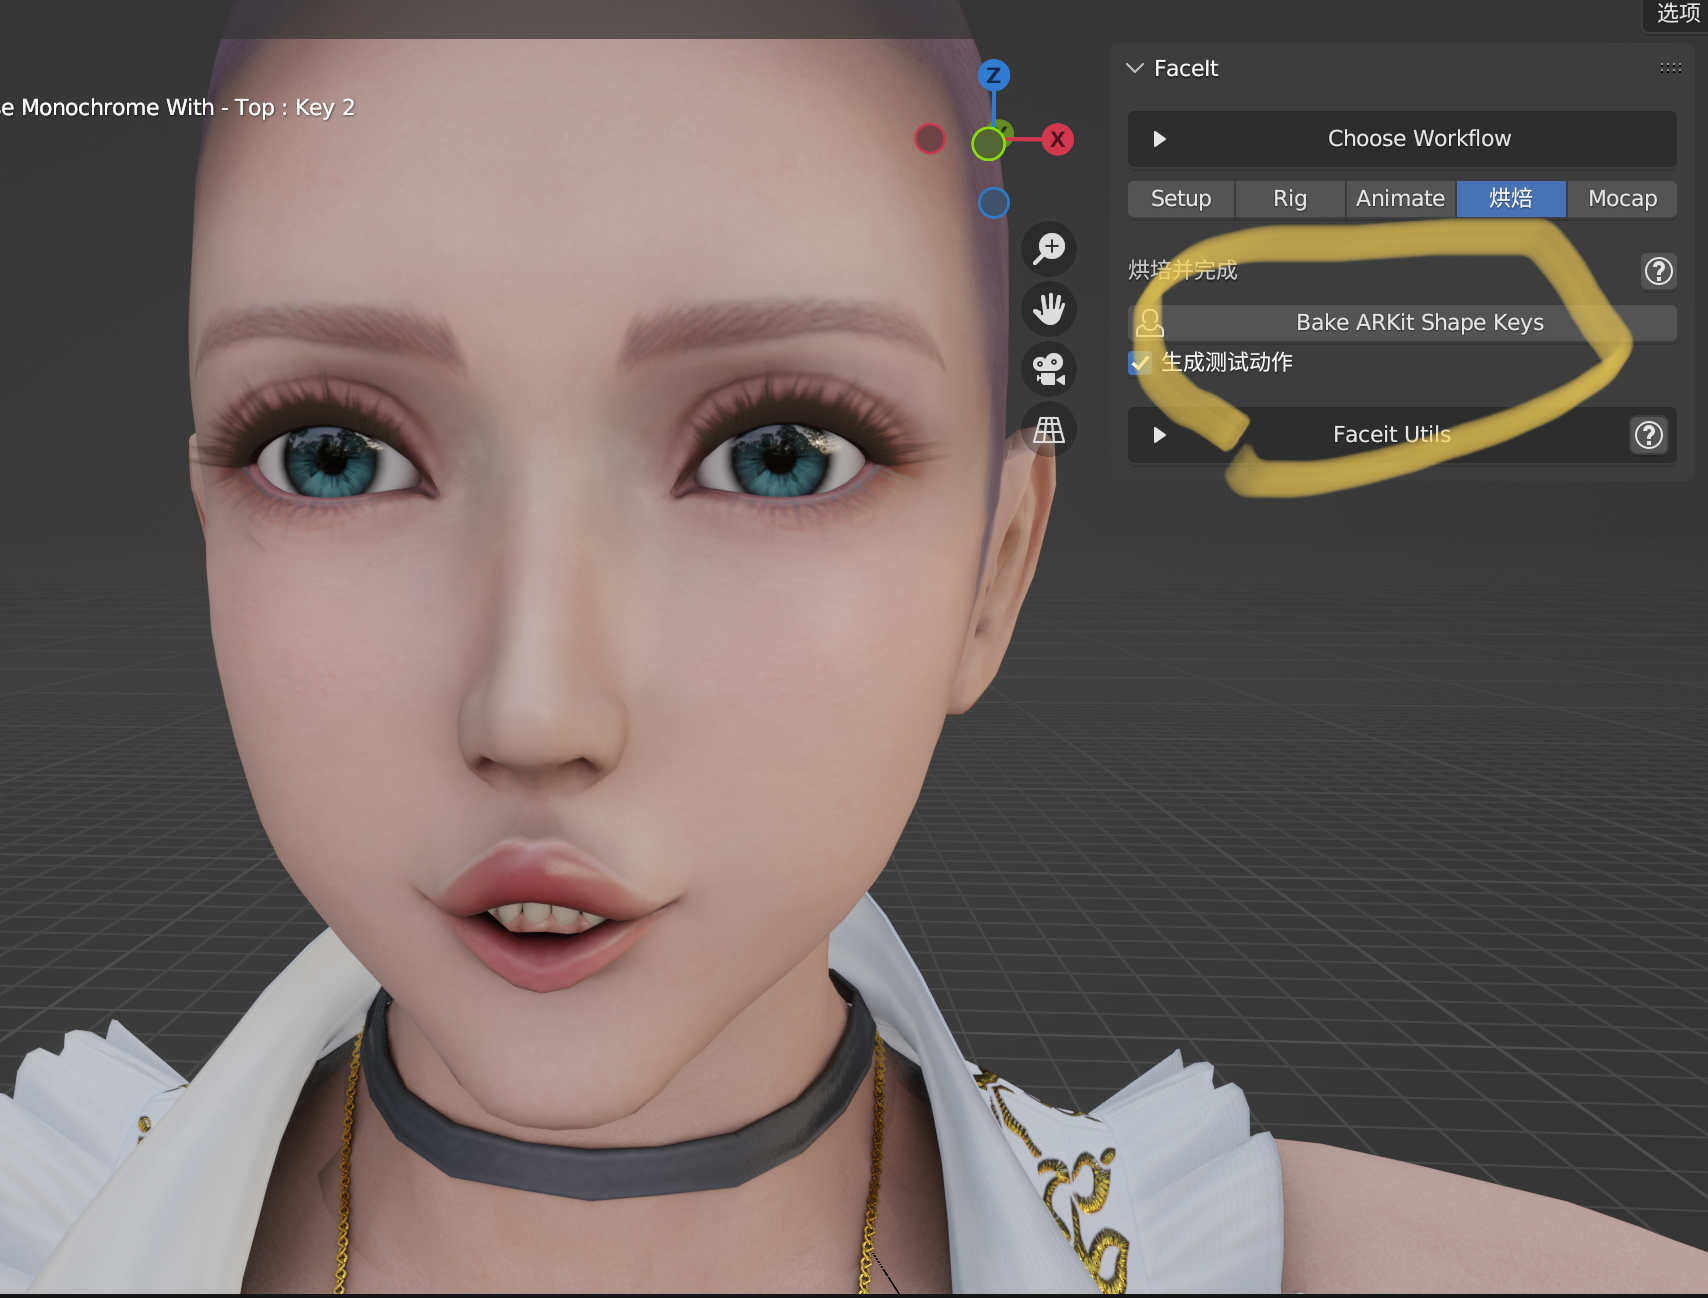 选项
FaceIt
e Monochrome With - Top : Key 2
Z
Y
X
Choose Workflow
Setup Rig Animate 烘焙 Mocap
烘培并完成
Bake ARKit Shape Keys
生成测试动作
Faceit Utils